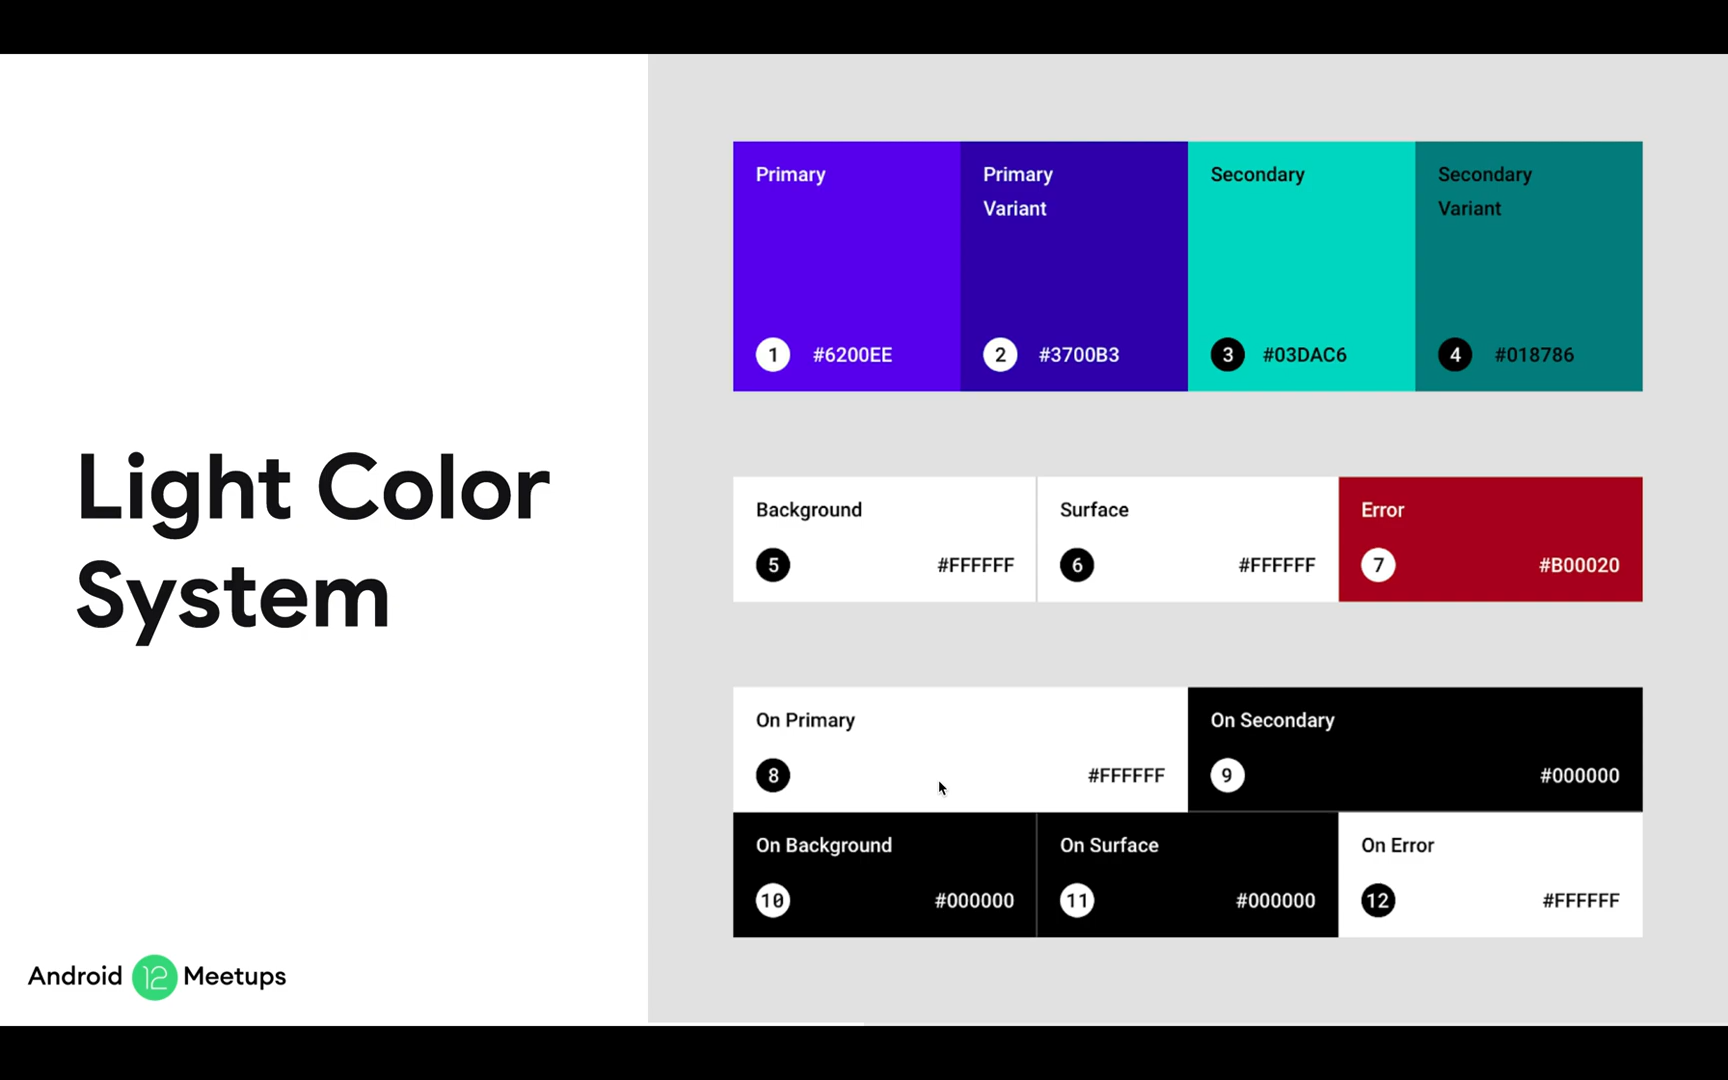 Light Color
System
Primary
1 #6200EE
Primary
Variant
2 #3700B3
Secondary
3 #03DAC6
Secondary
Variant
4 #018786
Background
5 #FFFFFF
Surface
6 #FFFFFF
Error
7 #B00020
On Primary
8 #FFFFFF
On Secondary
9 #000000
On Background
10 #000000
On Surface
11 #000000
On Error
12 #FFFFFF
Android 12 Meetups